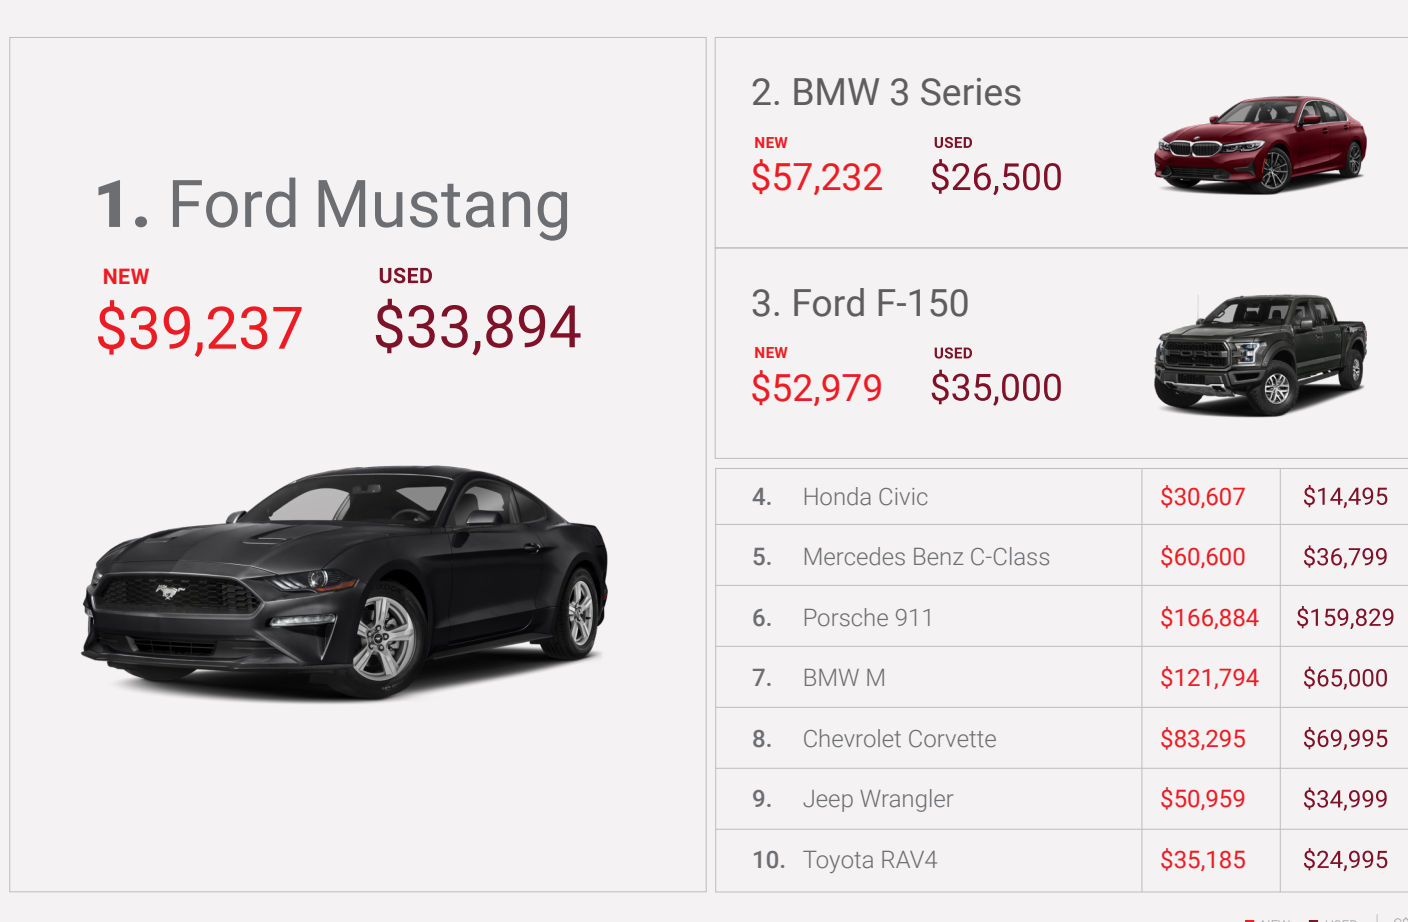 1. Ford Mustang
NEW USED
$39,237 $33,894
2. BMW 3 Series
NEW USED
$57,232 $26,500
3. Ford F-150
NEW USED
$52,979 $35,000
4. Honda Civic $30,607 $14,495
5. Mercedes Benz C-Class $60,600 $36,799
6. Porsche 911 $166,884 $159,829
7. BMW M $121,794 $65,000
8. Chevrolet Corvette $83,295 $69,995
9. Jeep Wrangler $50,959 $34,999
10. Toyota RAV4 $35,185 $24,995